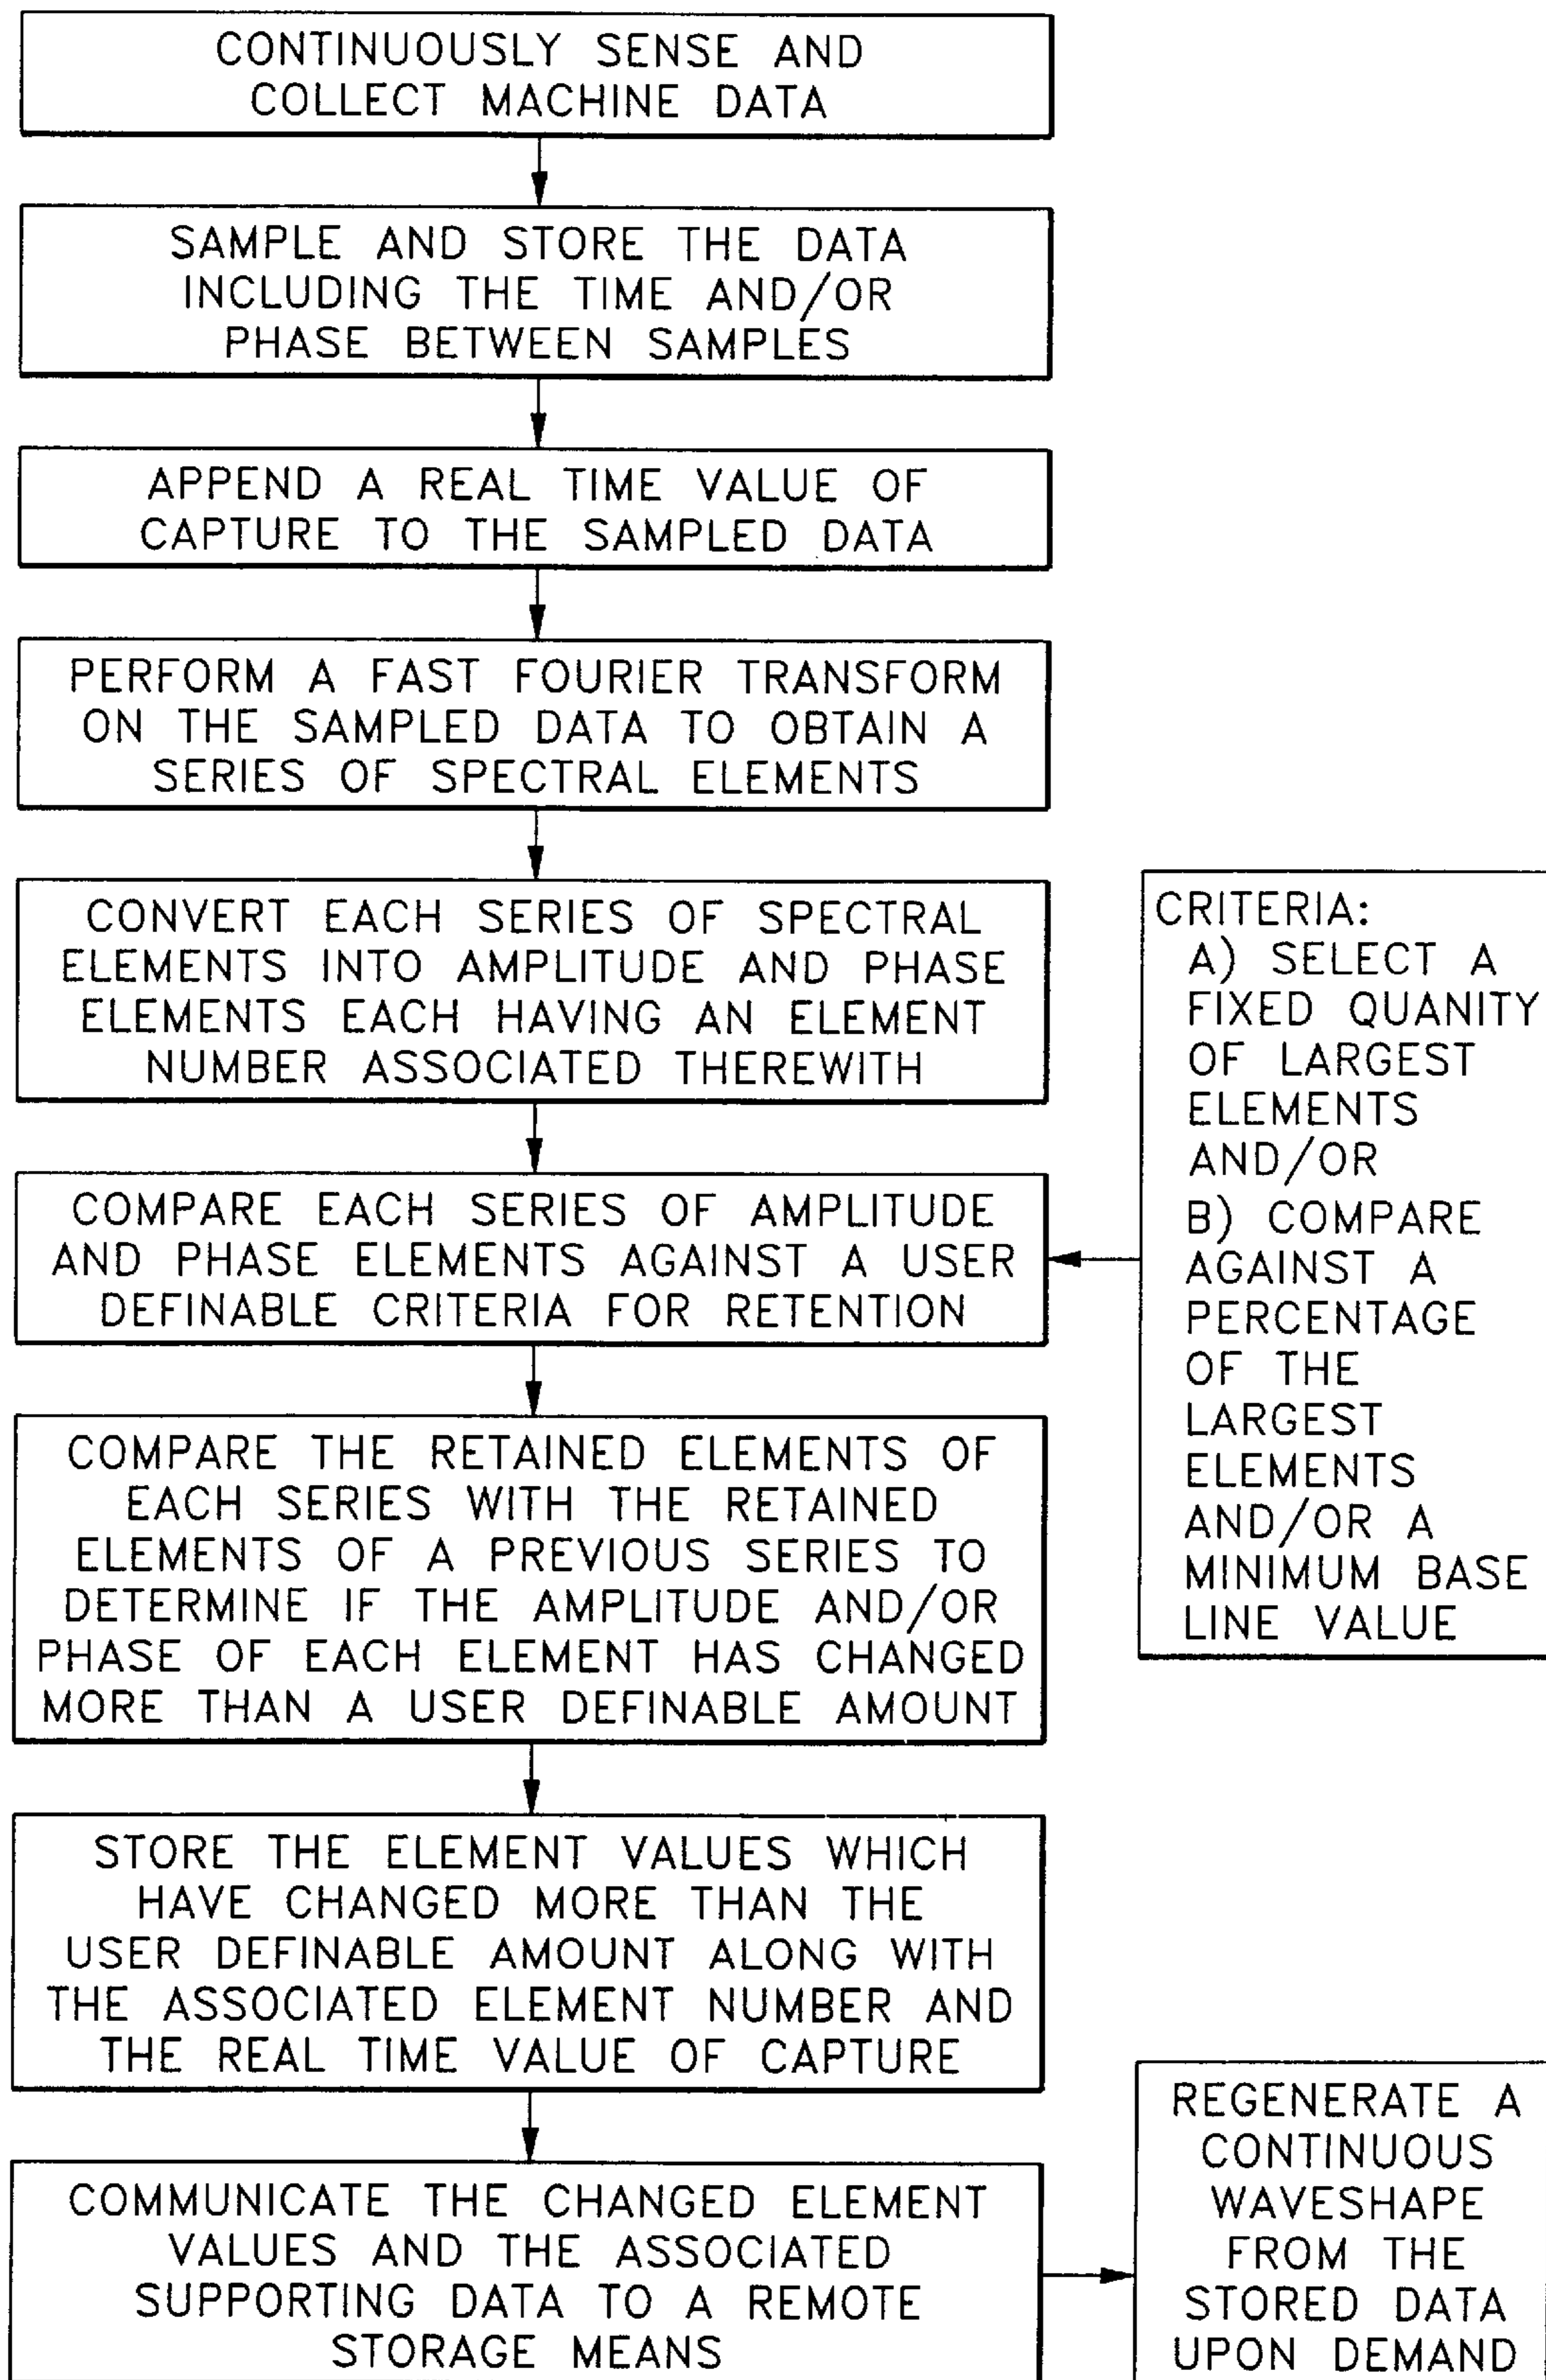 CONTINUOUSLY SENSE AND
COLLECT MACHINE DATA
SAMPLE AND STORE THE DATA
INCLUDING THE TIME AND/OR
PHASE BETWEEN SAMPLES
APPEND A REAL TIME VALUE OF
CAPTURE TO THE SAMPLED DATA
PERFORM A FAST FOURIER TRANSFORM
ON THE SAMPLED DATA TO OBTAIN A
SERIES OF SPECTRAL ELEMENTS
CONVERT EACH SERIES OF SPECTRAL
ELEMENTS INTO AMPLITUDE AND PHASE
ELEMENTS EACH HAVING AN ELEMENT
NUMBER ASSOCIATED THEREWITH
COMPARE EACH SERIES OF AMPLITUDE
AND PHASE ELEMENTS AGAINST A USER
DEFINABLE CRITERIA FOR RETENTION
CRITERIA:
A) SELECT A
FIXED QUANITY
OF LARGEST
ELEMENTS
AND/OR
B) COMPARE
AGAINST A
PERCENTAGE
OF THE
LARGEST
ELEMENTS
AND/OR A
MINIMUM BASE
LINE VALUE
COMPARE THE RETAINED ELEMENTS OF
EACH SERIES WITH THE RETAINED
ELEMENTS OF A PREVIOUS SERIES TO
DETERMINE IF THE AMPLITUDE AND/OR
PHASE OF EACH ELEMENT HAS CHANGED
MORE THAN A USER DEFINABLE AMOUNT
STORE THE ELEMENT VALUES WHICH
HAVE CHANGED MORE THAN THE
USER DEFINABLE AMOUNT ALONG WITH
THE ASSOCIATED ELEMENT NUMBER AND
THE REAL TIME VALUE OF CAPTURE
COMMUNICATE THE CHANGED ELEMENT
VALUES AND THE ASSOCIATED
SUPPORTING DATA TO A REMOTE
STORAGE MEANS
REGENERATE A
CONTINUOUS
WAVESHAPE
FROM THE
STORED DATA
UPON DEMAND